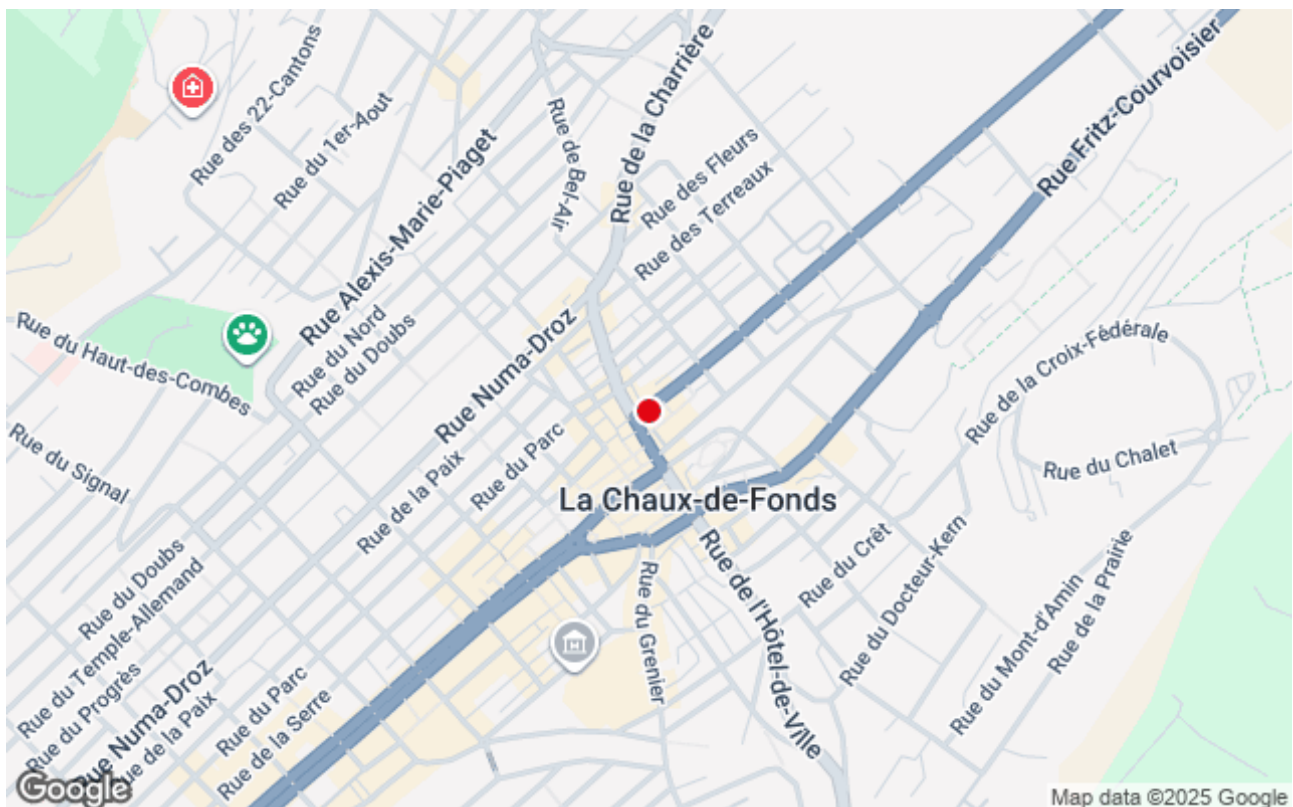 Rue des 22-Cantons
Rue du 1er-Aout
Rue Alexis-Marie-Piaget
Rue de Bel-Air
Rue de la Charrière
Rue des Fleurs
Rue des Terreaux
Rue Fritz-Courvoisier
Rue du Haut-des-Combes
Rue du Nord
Rue du Doubs
Rue Numa-Droz
Rue de la Croix-Fédérale
Rue du Chalet
Rue du Signal
Rue de la Paix
Rue du Parc
La Chaux-de-Fonds
Rue du Doubs
Rue du Temple-Allemand
Rue du Progrès
Rue Numa-Droz
Rue de la Paix
Rue du Parc
Rue de la Serre
Rue du Grenier
Rue de l'Hôtel-de-Ville
Rue du Crêt
Rue du Docteur-Kern
Rue du Mont-d'Amin
Rue de la Prairie
Google
Map data ©2025 Google